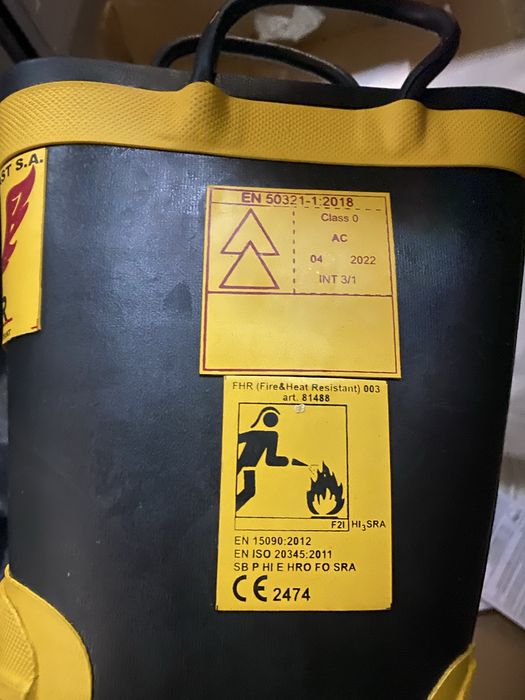 ST S.A.
EN 50321-1:2018
Class 0
AC
04 2022
INT 3/1
FHR (Fire&Heat Resistant) 003
art. 81488
F2I HI3SRA
EN 15090:2012
EN ISO 20345:2011
SB P HI E HRO FO SRA
CE 2474